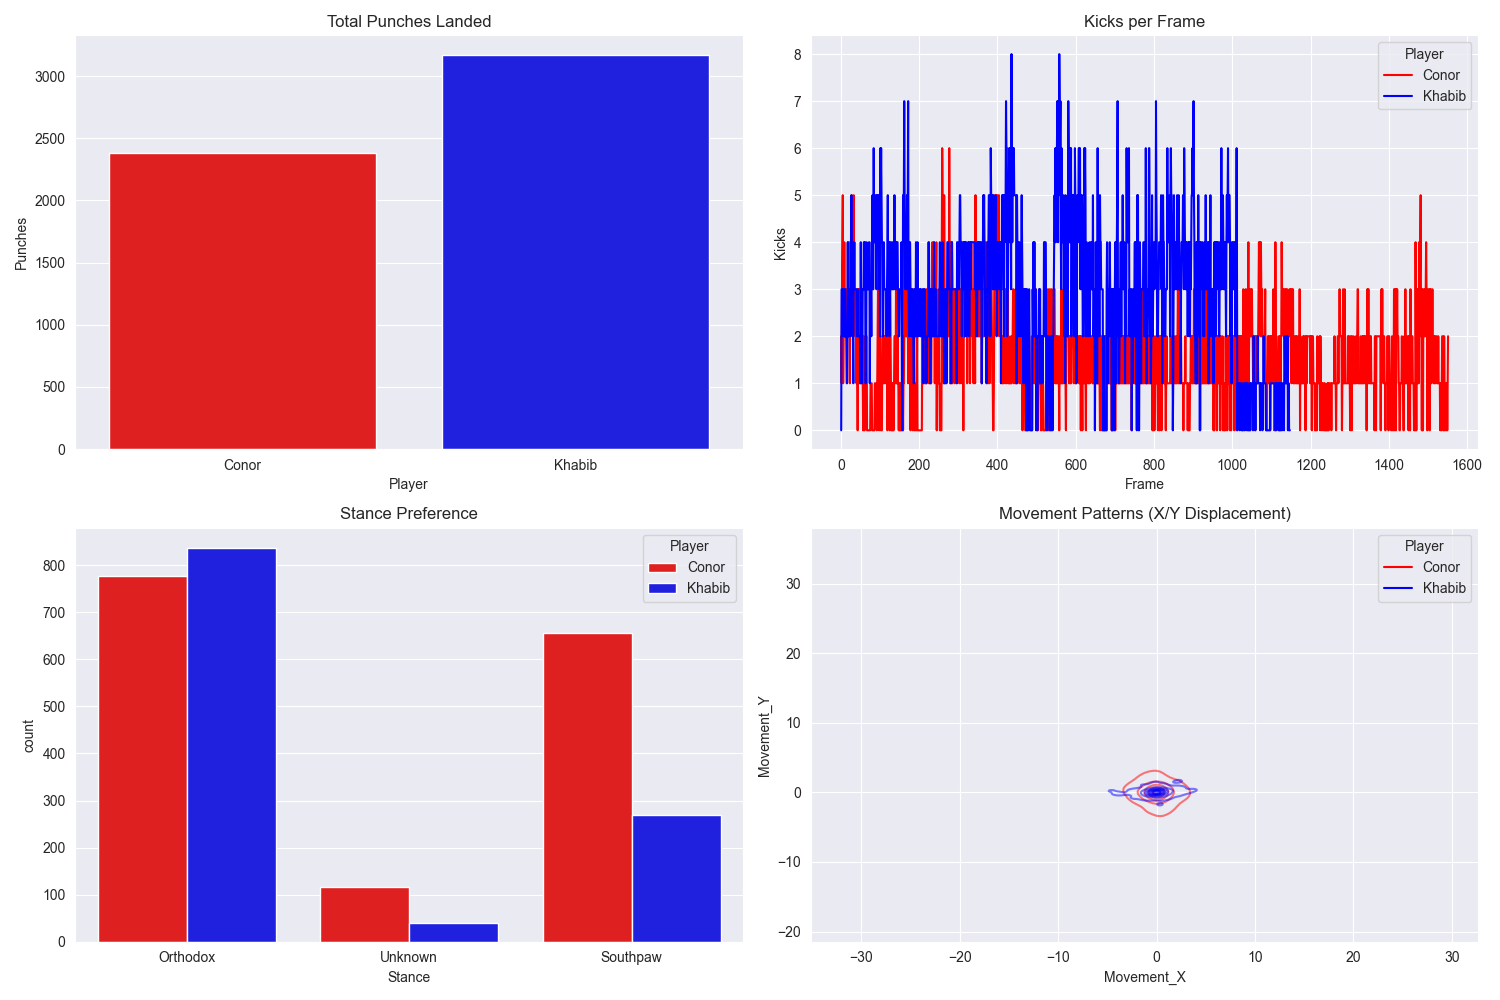 Total Punches Landed
Punches
3000
2500
2000
1500
1000
500
0
Conor
Khabib
Player
Kicks per Frame
Kicks
8
7
6
5
4
3
2
1
0
Player
Conor
Khabib
0
200
400
600
800
1000
1200
1400
1600
Frame
Stance Preference
count
800
700
600
500
400
300
200
100
0
Player
Conor
Khabib
Orthodox
Unknown
Southpaw
Stance
Movement Patterns (X/Y Displacement)
Movement_Y
30
20
10
0
−10
−20
Player
Conor
Khabib
−30
−20
−10
0
10
20
30
Movement_X